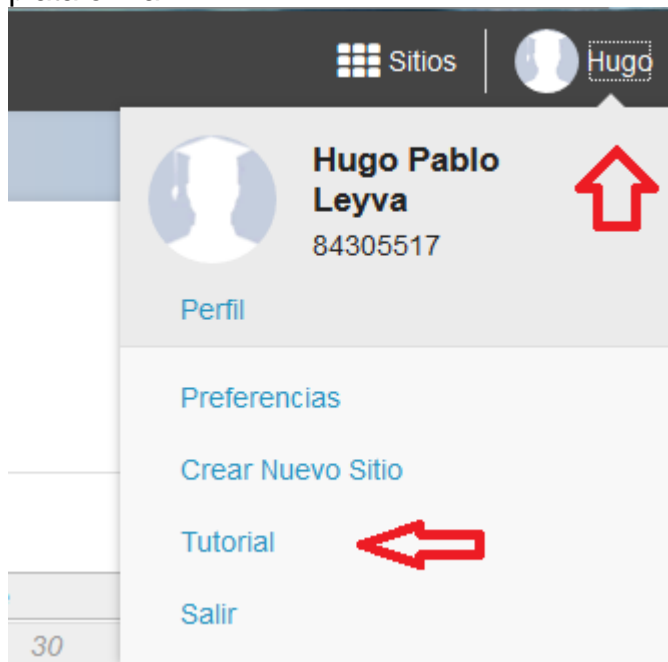 Sitios
Hugo
Hugo Pablo
Leyva
84305517
Perfil
Preferencias
Crear Nuevo Sitio
Tutorial
Salir
30